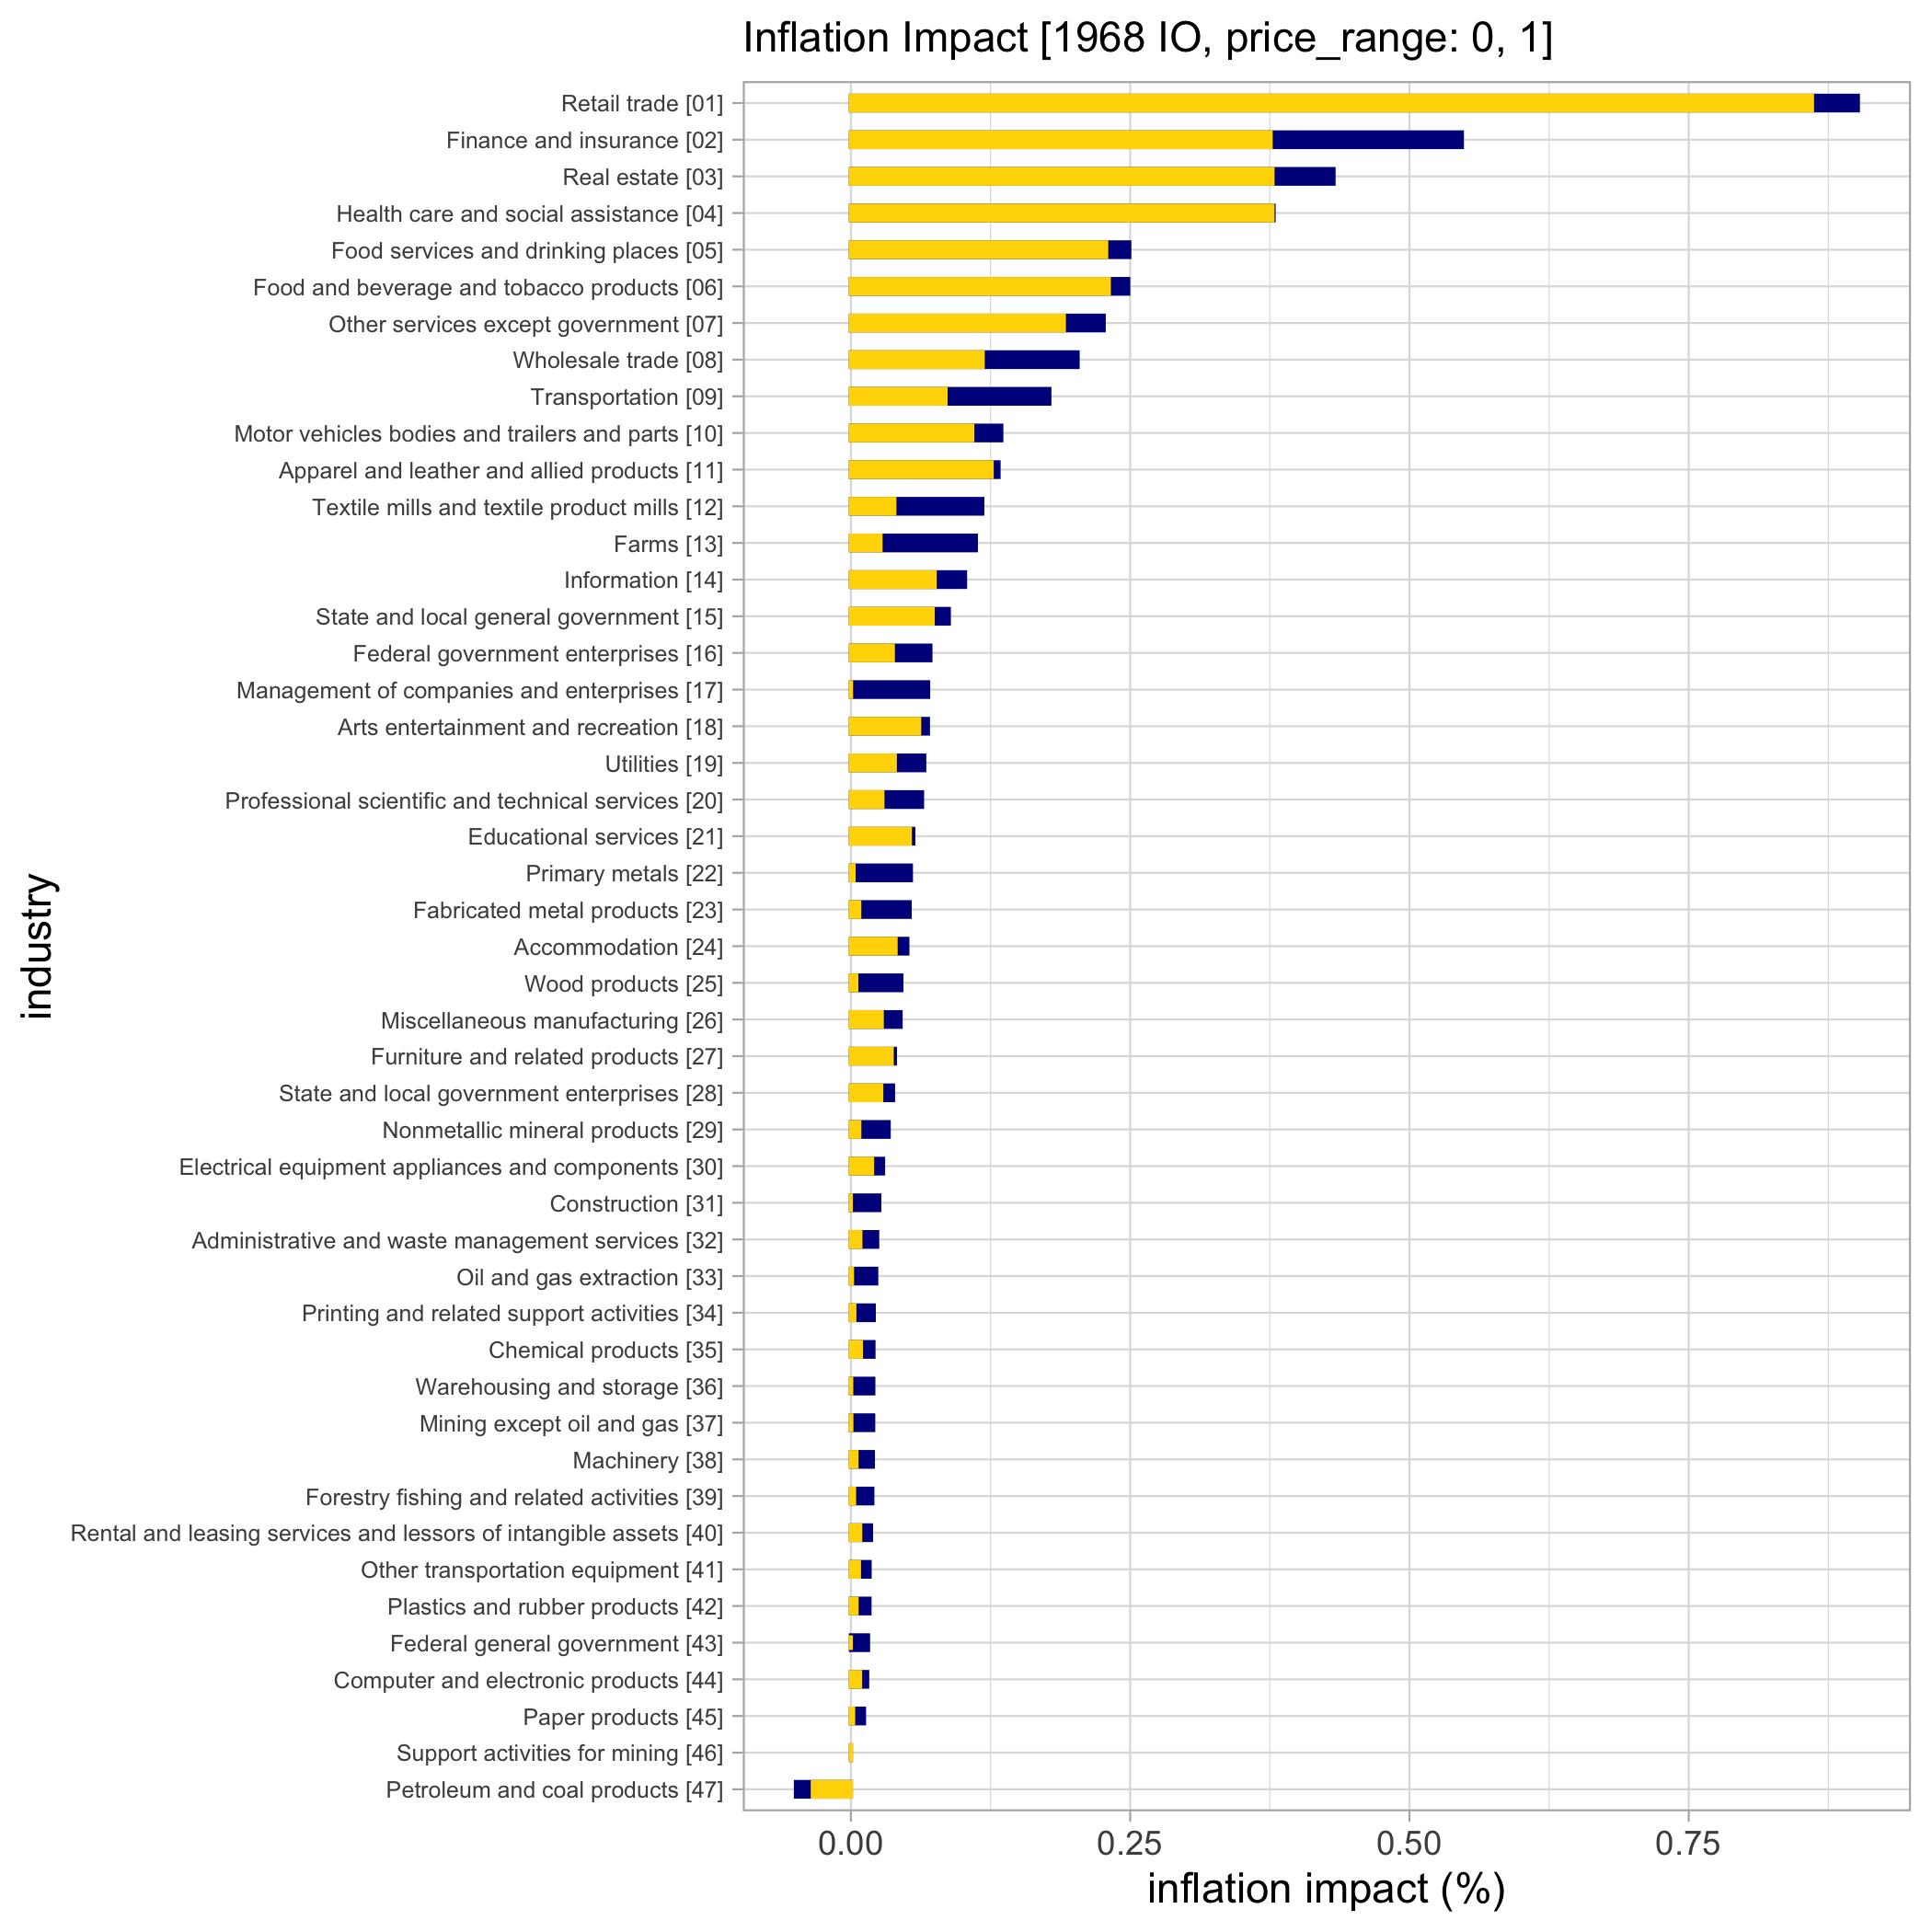 Inflation Impact [1968 IO, price_range: 0, 1]
Retail trade [01]
Finance and insurance [02]
Real estate [03]
Health care and social assistance [04]
Food services and drinking places [05]
Food and beverage and tobacco products [06]
Other services except government [07]
Wholesale trade [08]
Transportation [09]
Motor vehicles bodies and trailers and parts [10]
Apparel and leather and allied products [11]
Textile mills and textile product mills [12]
Farms [13]
Information [14]
State and local general government [15]
Federal government enterprises [16]
Management of companies and enterprises [17]
Arts entertainment and recreation [18]
Utilities [19]
Professional scientific and technical services [20]
Educational services [21]
Primary metals [22]
Fabricated metal products [23]
Accommodation [24]
Wood products [25]
Miscellaneous manufacturing [26]
Furniture and related products [27]
State and local government enterprises [28]
Nonmetallic mineral products [29]
Electrical equipment appliances and components [30]
Construction [31]
Administrative and waste management services [32]
Oil and gas extraction [33]
Printing and related support activities [34]
Chemical products [35]
Warehousing and storage [36]
Mining except oil and gas [37]
Machinery [38]
Forestry fishing and related activities [39]
Rental and leasing services and lessors of intangible assets [40]
Other transportation equipment [41]
Plastics and rubber products [42]
Federal general government [43]
Computer and electronic products [44]
Paper products [45]
Support activities for mining [46]
Petroleum and coal products [47]
industry
0.00 0.25 0.50 0.75
inflation impact (%)